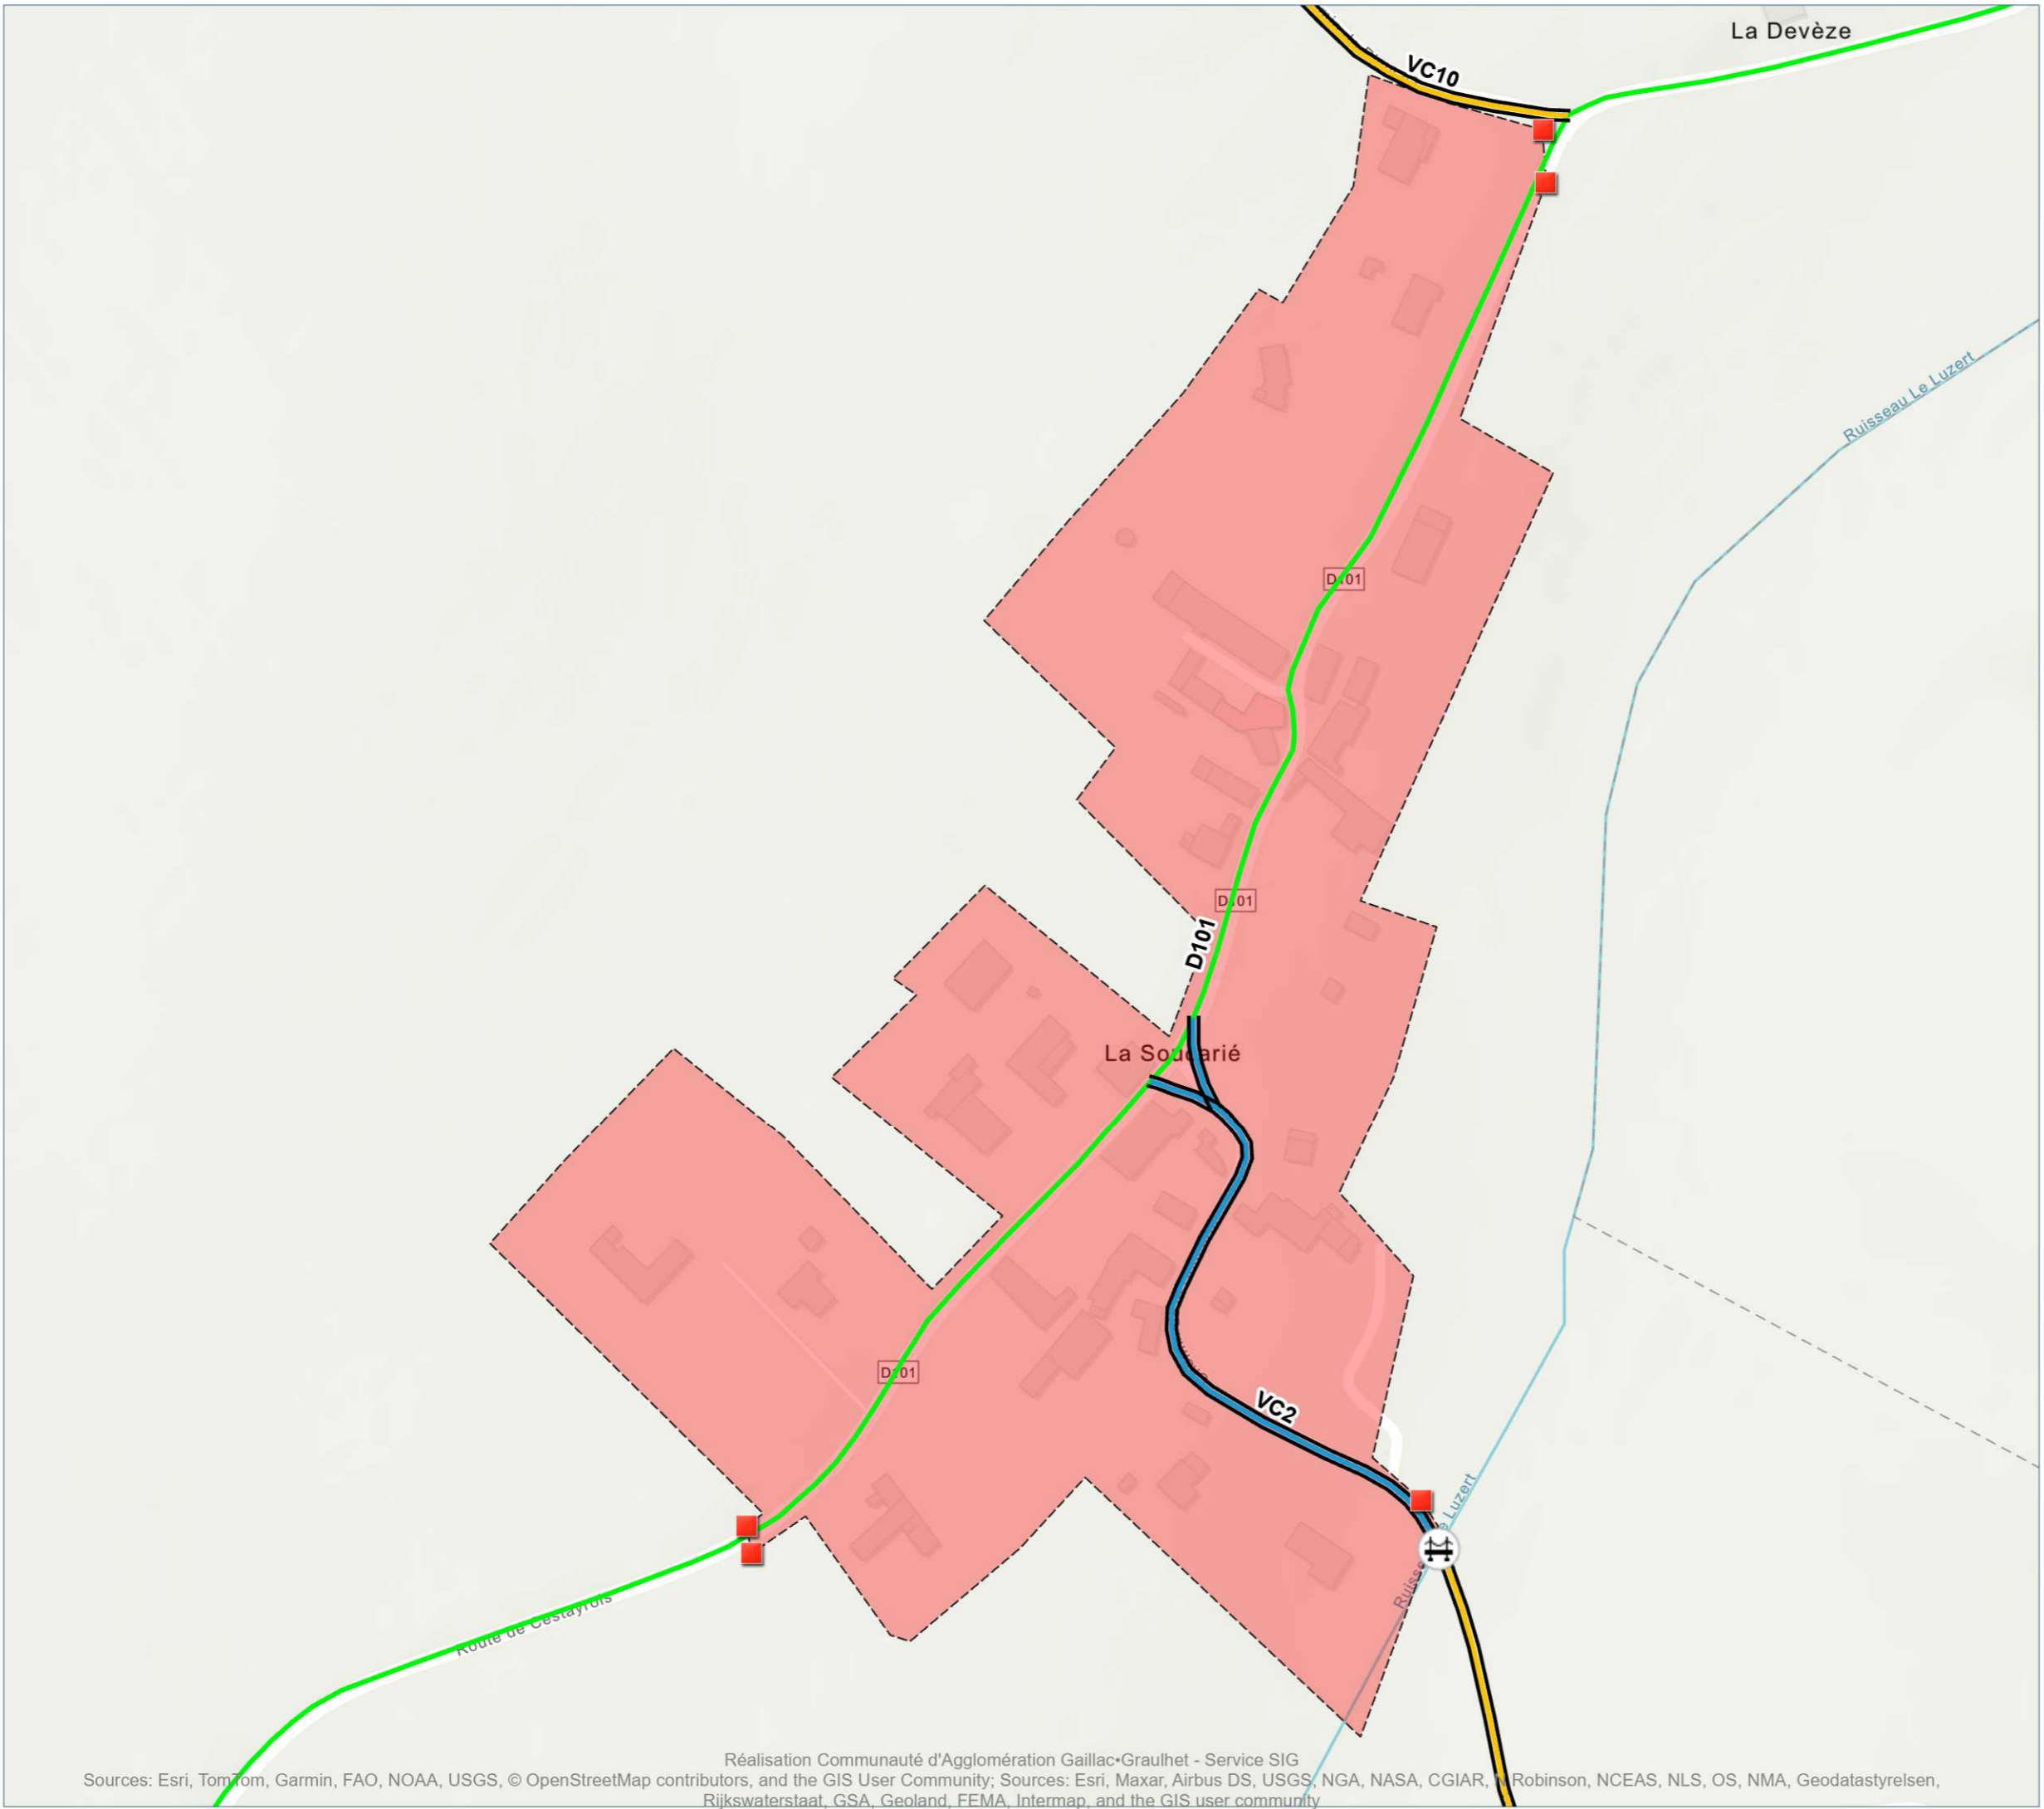 La Devèze
VC10
Ruisseau Le Luzert
D101
D101
D101
La Soudarié
D101
VC2
Luzert
Route de Cestayrols
Réalisation Communauté d'Agglomération Gaillac•Graulhet - Service SIG
Sources: Esri, TomTom, Garmin, FAO, NOAA, USGS, © OpenStreetMap contributors, and the GIS User Community; Sources: Esri, Maxar, Airbus DS, USGS, NGA, NASA, CGIAR, N Robinson, NCEAS, NLS, OS, NMA, Geodatastyrelsen,
Rijkswaterstaat, GSA, Geoland, FEMA, Intermap, and the GIS user community